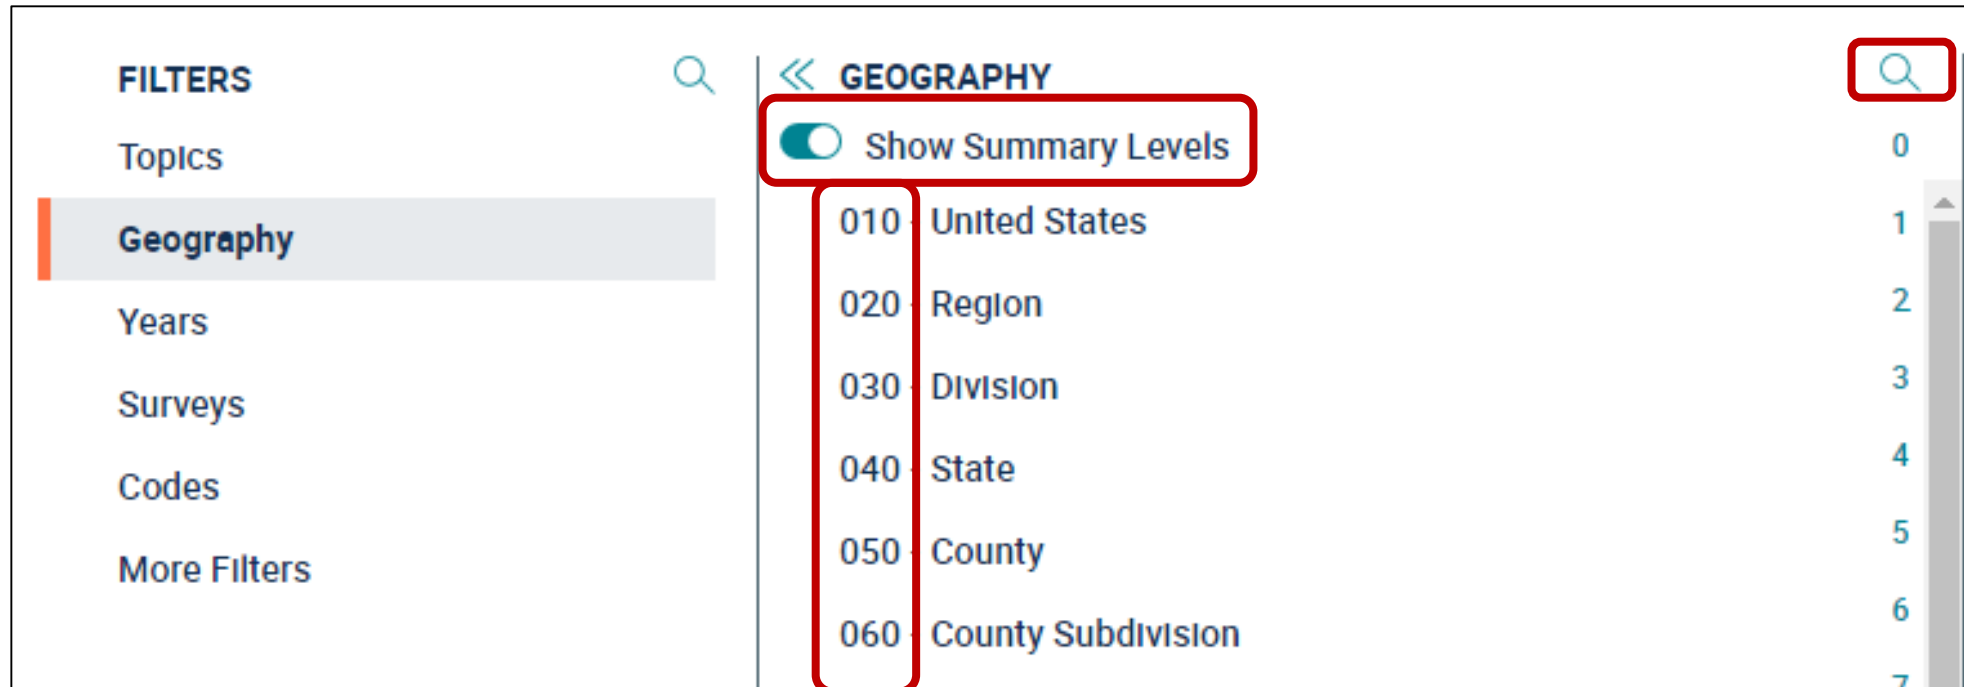 FILTERS
Topics
Geography
Years
Surveys
Codes
More Filters
GEOGRAPHY
Show Summary Levels
010 - United States
020 - Region
030 - Division
040 - State
050 - County
060 - County Subdivision
0
1
2
3
4
5
6
7